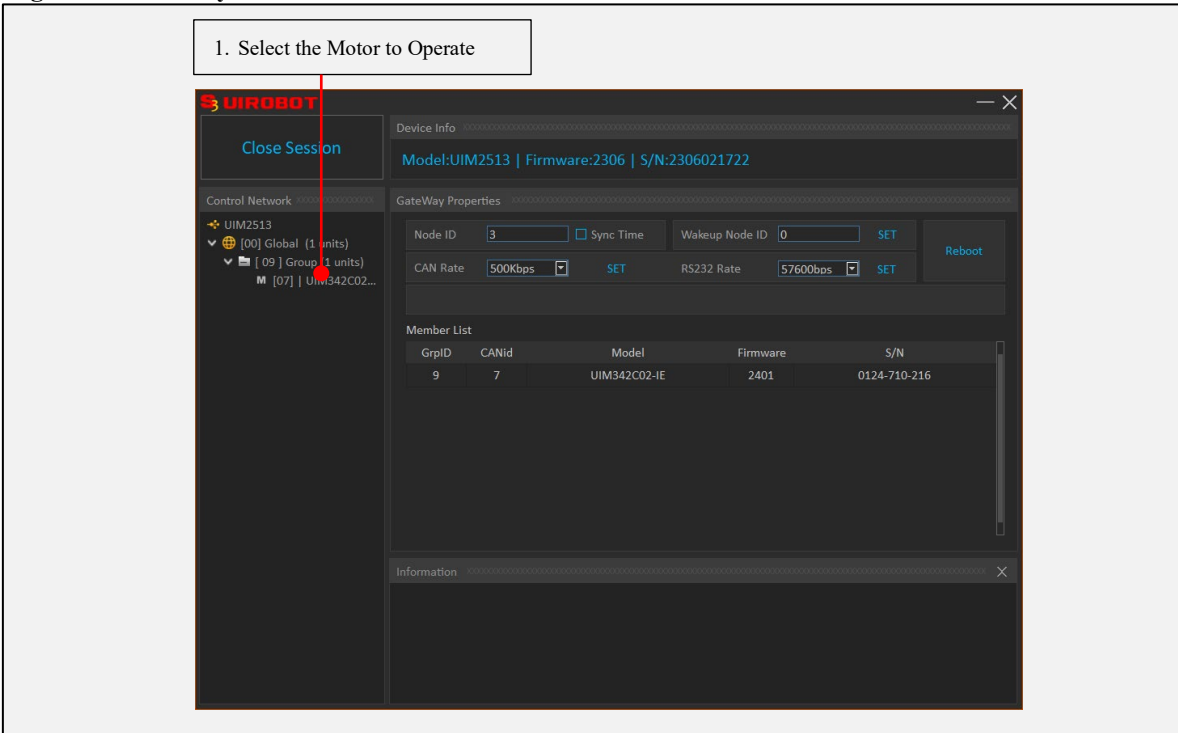 1. Select the Motor to Operate
S3 UIROBOT
Close Session
Device Info
Model:UIM2513 | Firmware:2306 | S/N:2306021722
Control Network
UIM2513
[00] Global (1 units)
[ 09 ] Group (1 units)
M [07] | UIM342C02...
GateWay Properties
Node ID 3 Sync Time Wakeup Node ID 0 SET
Reboot
CAN Rate 500Kbps SET RS232 Rate 57600bps SET
Member List
GrpID CANid Model Firmware S/N
9 7 UIM342C02-IE 2401 0124-710-216
Information